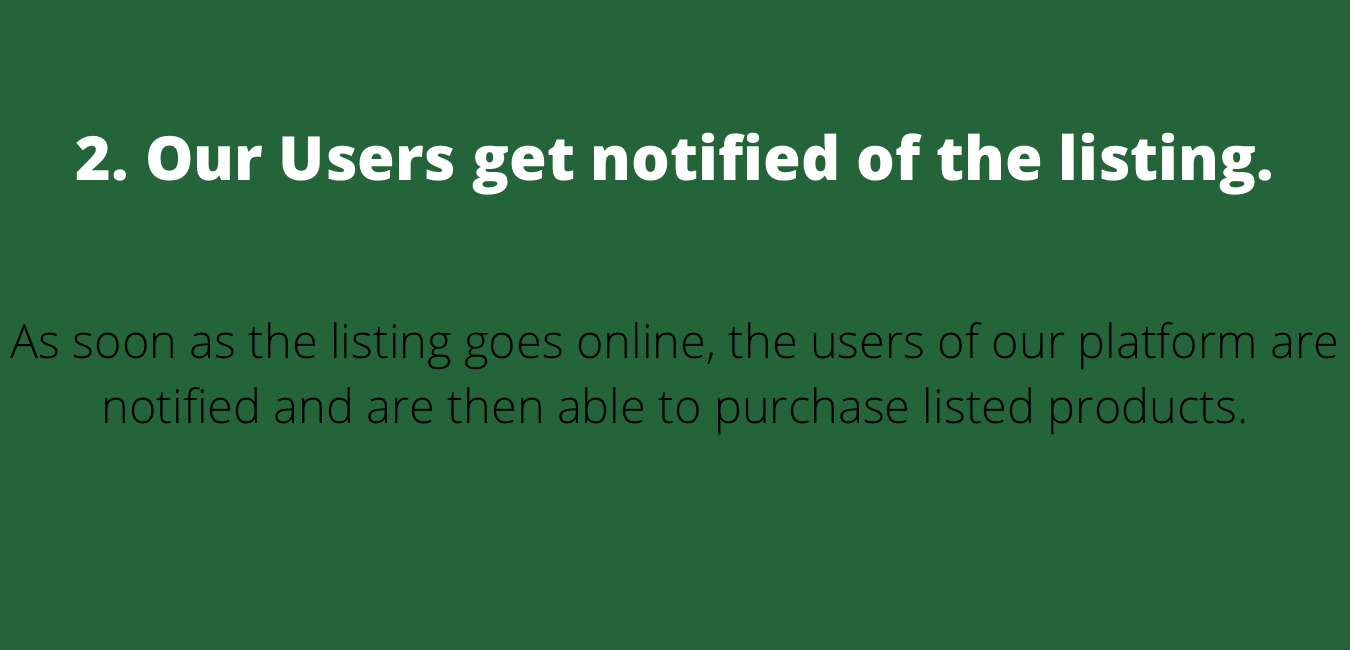 2. Our Users get notified of the listing.
As soon as the listing goes online, the users of our platform are
notified and are then able to purchase listed products.